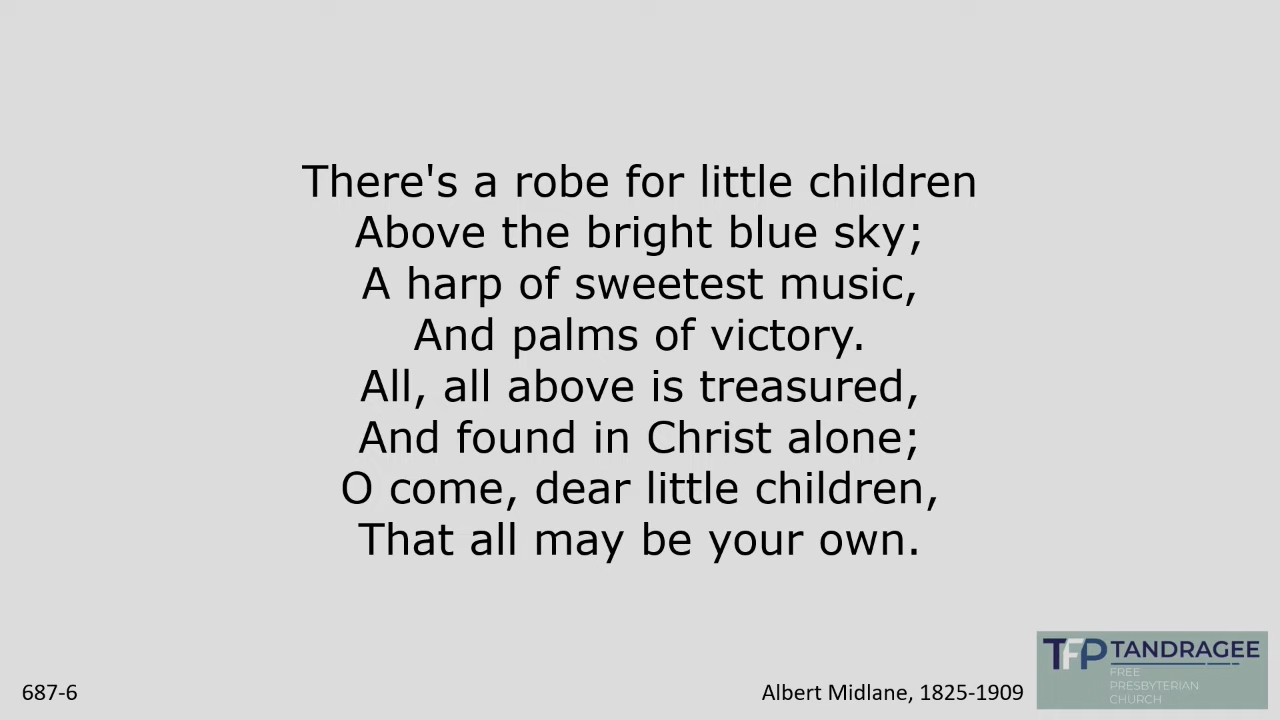 There's a robe for little children
Above the bright blue sky;
A harp of sweetest music,
And palms of victory.
All, all above is treasured,
And found in Christ alone;
O come, dear little children,
That all may be your own.
687-6
Albert Midlane, 1825-1909
TFP TANDRAGEE
FREE
PRESBYTERIAN
CHURCH